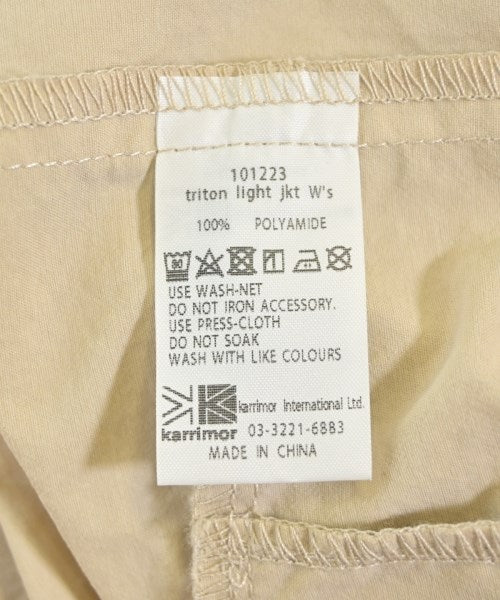 101223
triton light jkt W's
100% POLYAMIDE
USE WASH-NET
DO NOT IRON ACCESSORY.
USE PRESS-CLOTH
DO NOT SOAK
WASH WITH LIKE COLOURS
karrimor International Ltd.
karrimor 03-3221-6883
MADE IN CHINA